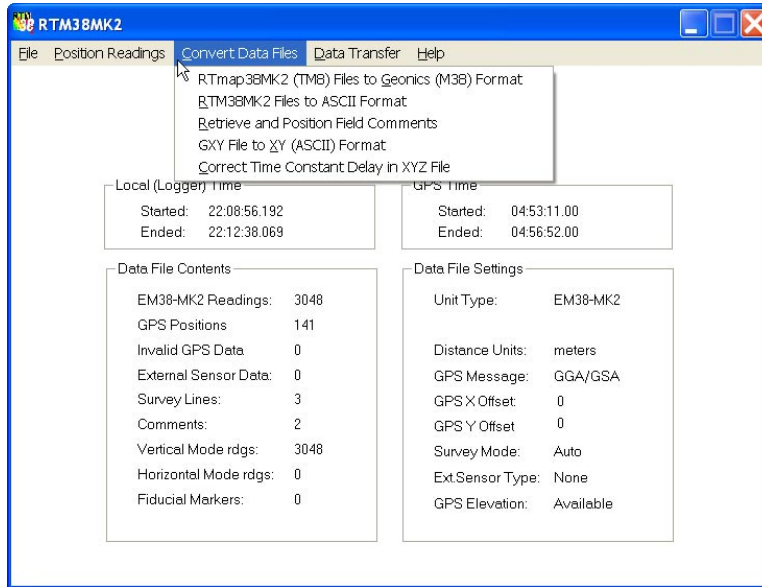 RTM38MK2
File Position Readings Convert Data Files Data Transfer Help
RTmap38MK2 (TM8) Files to Geonics (M38) Format
RTM38MK2 Files to ASCII Format
Retrieve and Position Field Comments
GXY File to XY (ASCII) Format
Correct Time Constant Delay in XYZ File
Local (Logger) Time
Started: 22:08:56.192
Ended: 22:12:38.069
GPS Time
Started: 04:53:11.00
Ended: 04:56:52.00
Data File Contents
EM38-MK2 Readings: 3048
GPS Positions 141
Invalid GPS Data 0
External Sensor Data: 0
Survey Lines: 3
Comments: 2
Vertical Mode rdgs: 3048
Horizontal Mode rdgs: 0
Fiducial Markers: 0
Data File Settings
Unit Type: EM38-MK2
Distance Units: meters
GPS Message: GGA/GSA
GPS X Offset: 0
GPS Y Offset 0
Survey Mode: Auto
Ext.Sensor Type: None
GPS Elevation: Available